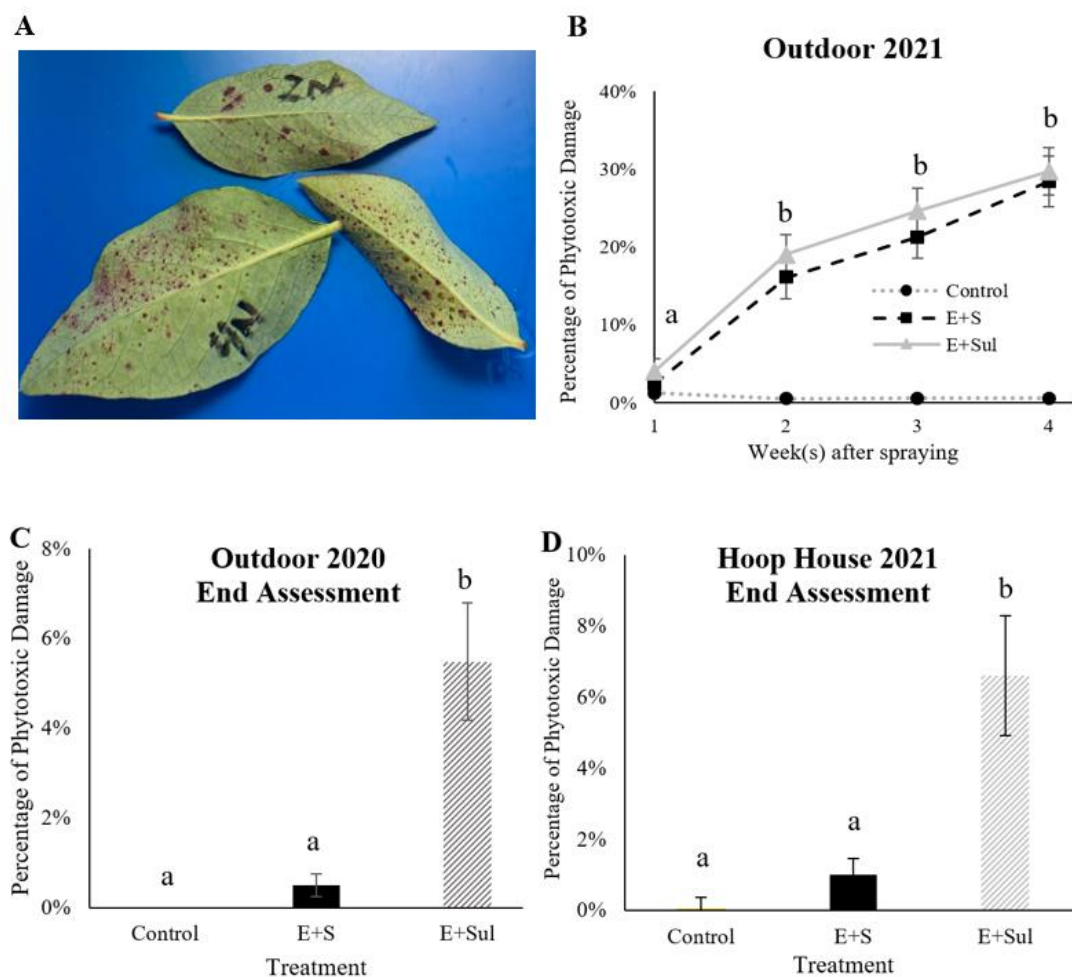 A
ZN
MN
B
Outdoor 2021
Percentage of Phytotoxic Damage
40%
30%
20%
10%
0%
a
b
b
b
Control
E+S
E+Sul
1
2
3
4
Week(s) after spraying
C
Outdoor 2020
End Assessment
Percentage of Phytotoxic Damage
8%
6%
4%
2%
0%
a
a
b
Control
E+S
E+Sul
Treatment
D
Hoop House 2021
End Assessment
Percentage of Phytotoxic Damage
10%
8%
6%
4%
2%
0%
a
a
b
Control
E+S
E+Sul
Treatment